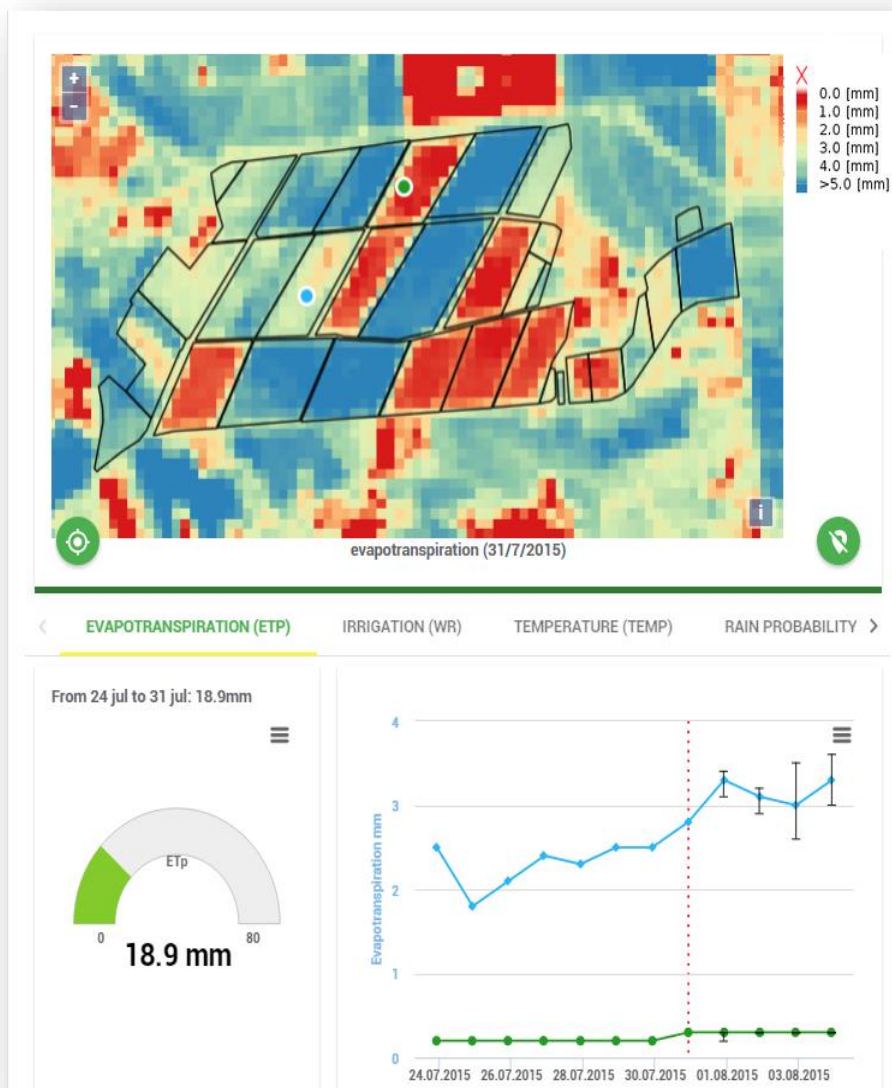 +
-
X
0.0 [mm]
1.0 [mm]
2.0 [mm]
3.0 [mm]
4.0 [mm]
>5.0 [mm]
i
evapotranspiration (31/7/2015)
EVAPOTRANSPIRATION (ETP) IRRIGATION (WR) TEMPERATURE (TEMP) RAIN PROBABILITY
From 24 jul to 31 jul: 18.9mm
ETp
0 80
18.9 mm
Evapotranspiration mm
4
3
2
1
0
24.07.2015 26.07.2015 28.07.2015 30.07.2015 01.08.2015 03.08.2015